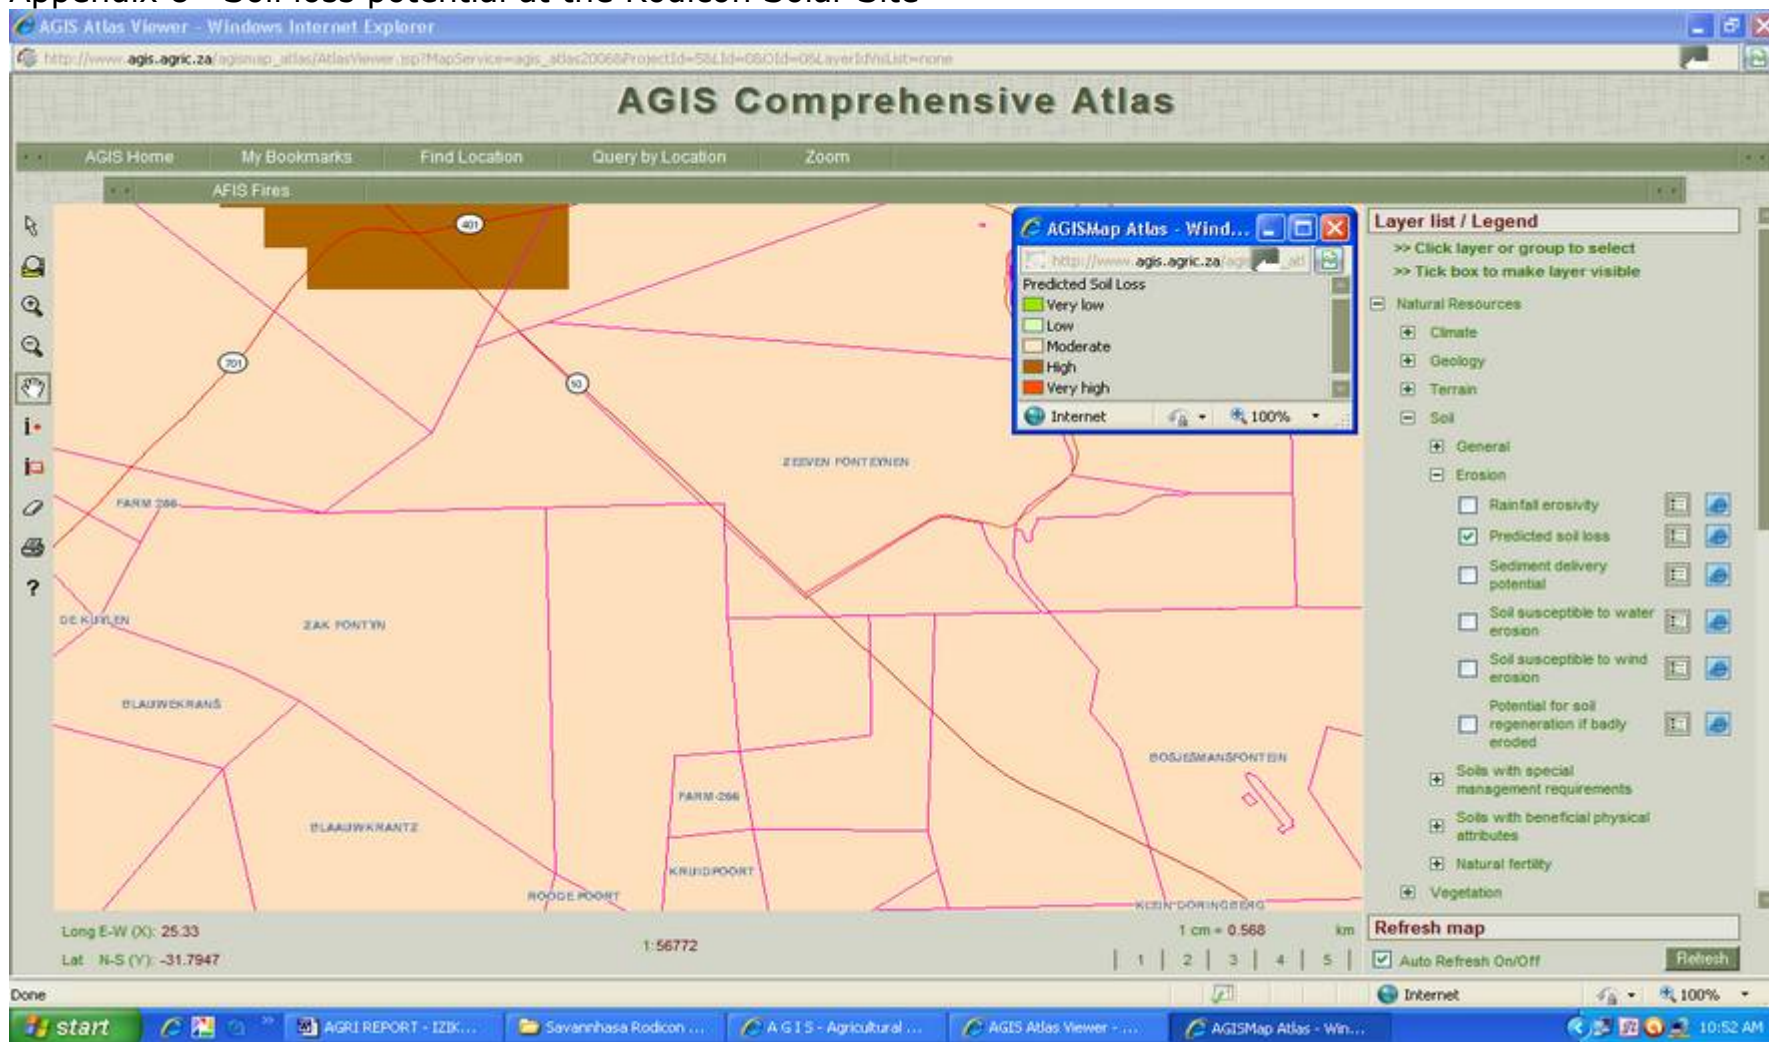 AGIS Atlas Viewer - Windows Internet Explorer
AGIS Comprehensive Atlas
AGIS Home
My Bookmarks
Find Location
Query by Location
Zoom
AFIS Fires
401
701
10
ZEEVEN FONTEYNEN
FARM 266
DE KUYLEN
ZAK FONTYN
BLAUWEKRANS
BLAAUWKRANTZ
FARM-266
KRUIDPOORT
ROODE POORT
BOSJESMANSFONTEIN
KLEIN DORINGBERG
AGISMap Atlas - Wind...
Predicted Soil Loss
Very low
Low
Moderate
High
Very high
Internet
100%
Layer list / Legend
>> Click layer or group to select
>> Tick box to make layer visible
Natural Resources
Climate
Geology
Terrain
Soil
General
Erosion
Rainfall erosivity
Predicted soil loss
Sediment delivery
potential
Soil susceptible to water
erosion
Soil susceptible to wind
erosion
Potential for soil
regeneration if badly
eroded
Soils with special
management requirements
Soils with beneficial physical
attributes
Natural fertility
Vegetation
Long E-W (X): 25.33
Lat N-S (Y): -31.7947
1:56772
1 cm = 0.568 km
| 1 | 2 | 3 | 4 | 5 |
Refresh map
Auto Refresh On/Off
Refresh
Done
Internet
100%
start
AGRI REPORT - IZIK...
Savannhasa Rodicon ...
A G I S - Agricultural ...
AGIS Atlas Viewer - ...
AGISMap Atlas - Win...
10:52 AM